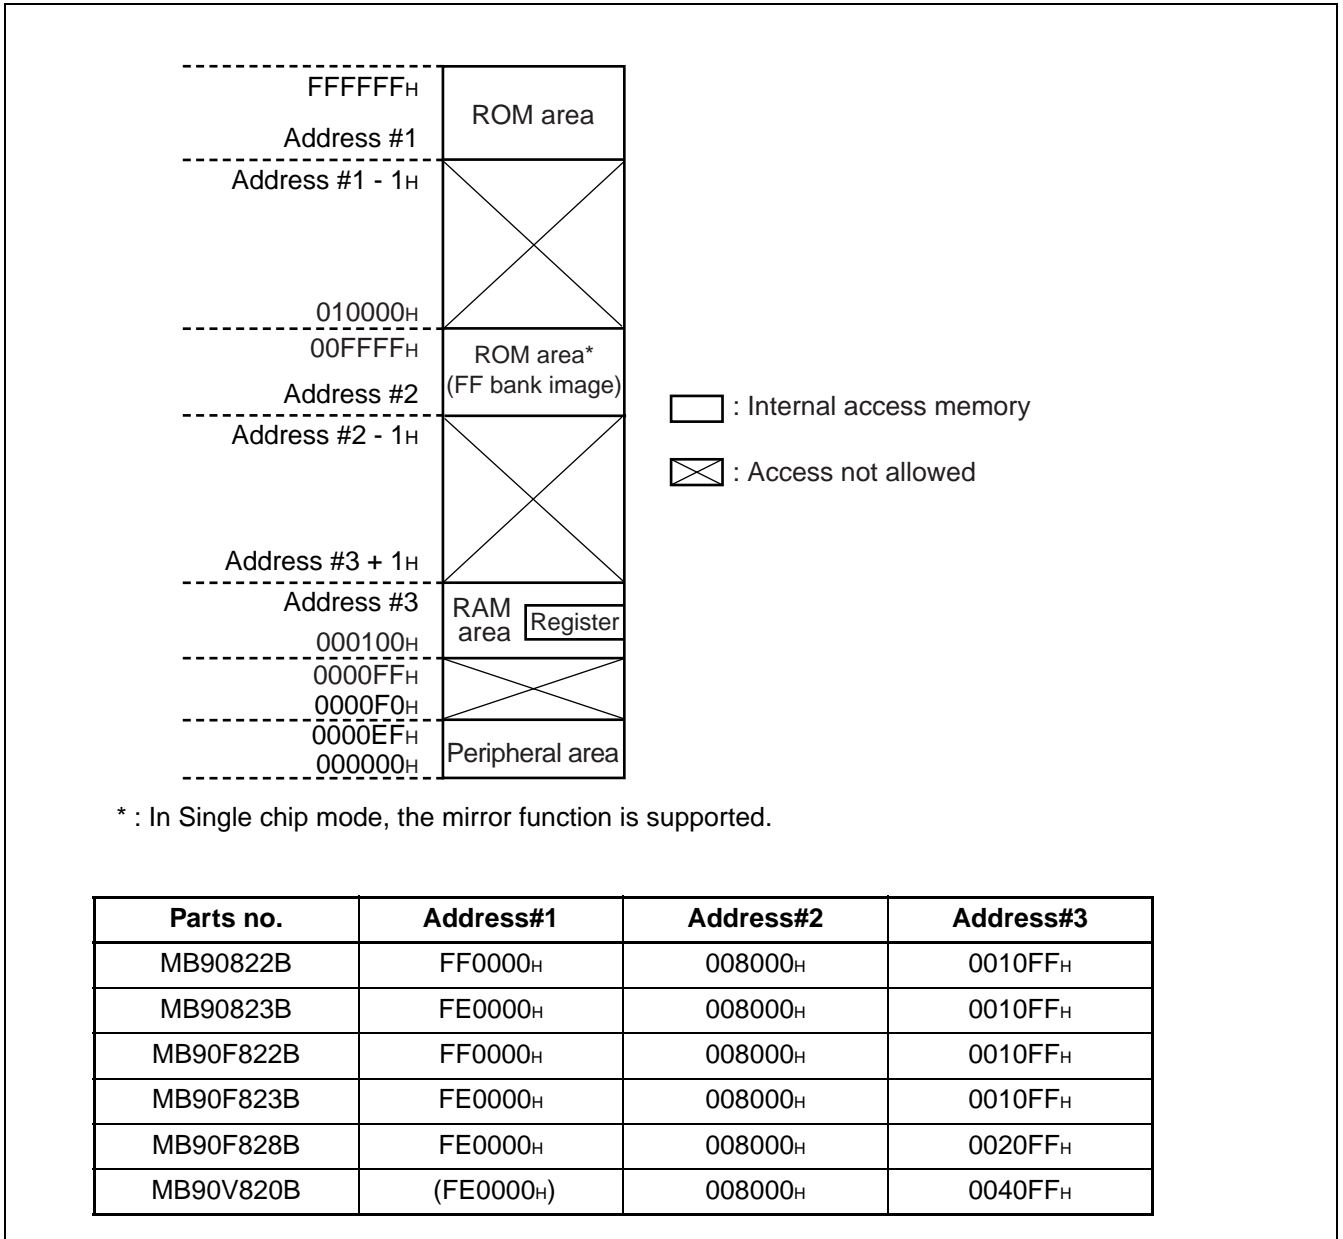 FFFFFFH
ROM area
Address #1
Address #1 - 1H
010000H
00FFFFH
ROM area*
(FF bank image)
Address #2
Address #2 - 1H
: Internal access memory
: Access not allowed
Address #3 + 1H
Address #3
RAM area
Register
000100H
0000FFH
0000F0H
0000EFH
Peripheral area
000000H
* : In Single chip mode, the mirror function is supported.
Parts no. Address#1 Address#2 Address#3
MB90822B FF0000H 008000H 0010FFH
MB90823B FE0000H 008000H 0010FFH
MB90F822B FF0000H 008000H 0010FFH
MB90F823B FE0000H 008000H 0010FFH
MB90F828B FE0000H 008000H 0020FFH
MB90V820B (FE0000H) 008000H 0040FFH